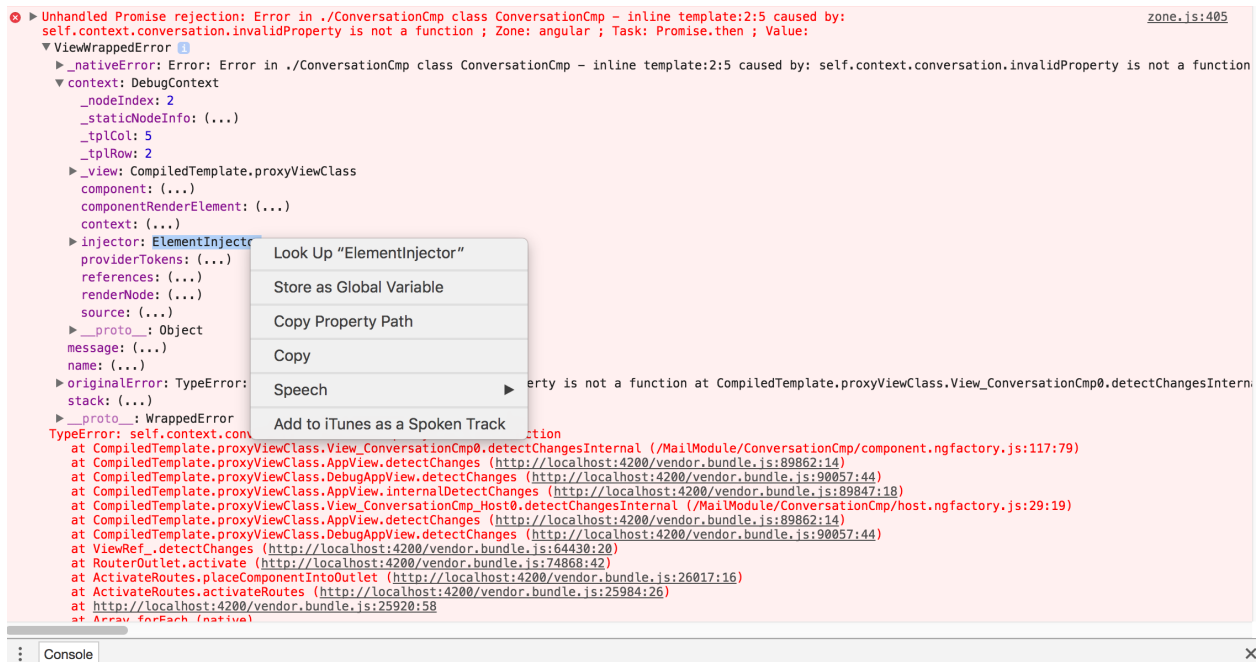 Unhandled Promise rejection: Error in ./ConversationCmp class ConversationCmp – inline template:2:5 caused by: zone.js:405
self.context.conversation.invalidProperty is not a function ; Zone: angular ; Task: Promise.then ; Value:
ViewWrappedError i
_nativeError: Error: Error in ./ConversationCmp class ConversationCmp – inline template:2:5 caused by: self.context.conversation.invalidProperty is not a function
context: DebugContext
_nodeIndex: 2
_staticNodeInfo: (...)
_tplCol: 5
_tplRow: 2
_view: CompiledTemplate.proxyViewClass
component: (...)
componentRenderElement: (...)
context: (...)
injector: ElementInjecto
providerTokens: (...)
references: (...)
renderNode: (...)
source: (...)
__proto__: Object
message: (...)
name: (...)
originalError: TypeError: erty is not a function at CompiledTemplate.proxyViewClass.View_ConversationCmp0.detectChangesInterna
stack: (...)
__proto__: WrappedError
Look Up “ElementInjector”
Store as Global Variable
Copy Property Path
Copy
Speech
Add to iTunes as a Spoken Track
TypeError: self.context.conv ction
at CompiledTemplate.proxyViewClass.View_ConversationCmp0.detectChangesInternal (/MailModule/ConversationCmp/component.ngfactory.js:117:79)
at CompiledTemplate.proxyViewClass.AppView.detectChanges (http://localhost:4200/vendor.bundle.js:89862:14)
at CompiledTemplate.proxyViewClass.DebugAppView.detectChanges (http://localhost:4200/vendor.bundle.js:90057:44)
at CompiledTemplate.proxyViewClass.AppView.internalDetectChanges (http://localhost:4200/vendor.bundle.js:89847:18)
at CompiledTemplate.proxyViewClass.View_ConversationCmp_Host0.detectChangesInternal (/MailModule/ConversationCmp/host.ngfactory.js:29:19)
at CompiledTemplate.proxyViewClass.AppView.detectChanges (http://localhost:4200/vendor.bundle.js:89862:14)
at CompiledTemplate.proxyViewClass.DebugAppView.detectChanges (http://localhost:4200/vendor.bundle.js:90057:44)
at ViewRef_.detectChanges (http://localhost:4200/vendor.bundle.js:64430:20)
at RouterOutlet.activate (http://localhost:4200/vendor.bundle.js:74868:42)
at ActivateRoutes.placeComponentIntoOutlet (http://localhost:4200/vendor.bundle.js:26017:16)
at ActivateRoutes.activateRoutes (http://localhost:4200/vendor.bundle.js:25984:26)
at http://localhost:4200/vendor.bundle.js:25920:58
at Array.forEach (native)
Console